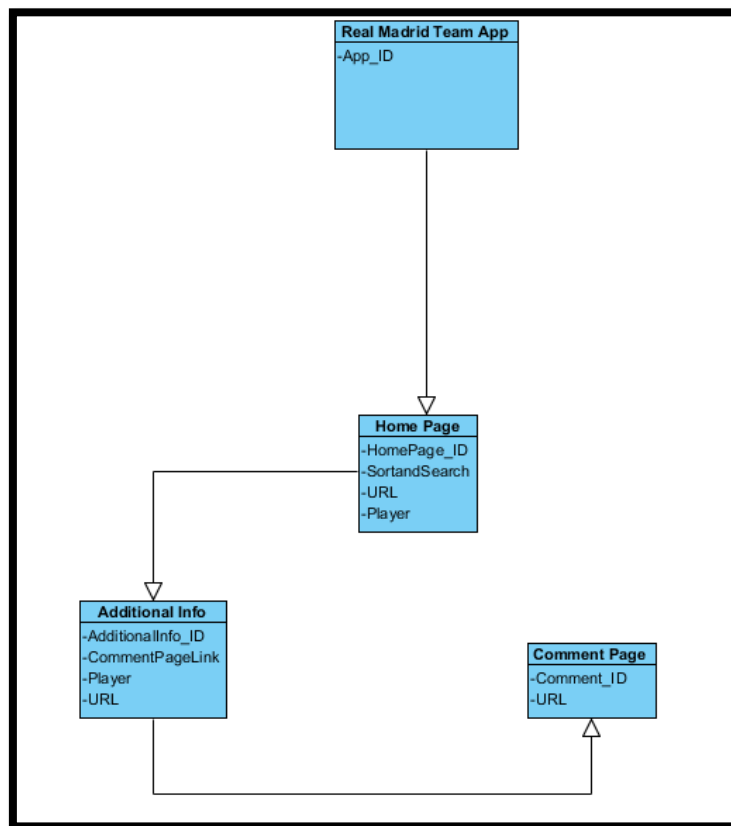 Real Madrid Team App
-App_ID
Home Page
-HomePage_ID
-SortandSearch
-URL
-Player
Additional Info
-AdditionalInfo_ID
-CommentPageLink
-Player
-URL
Comment Page
-Comment_ID
-URL